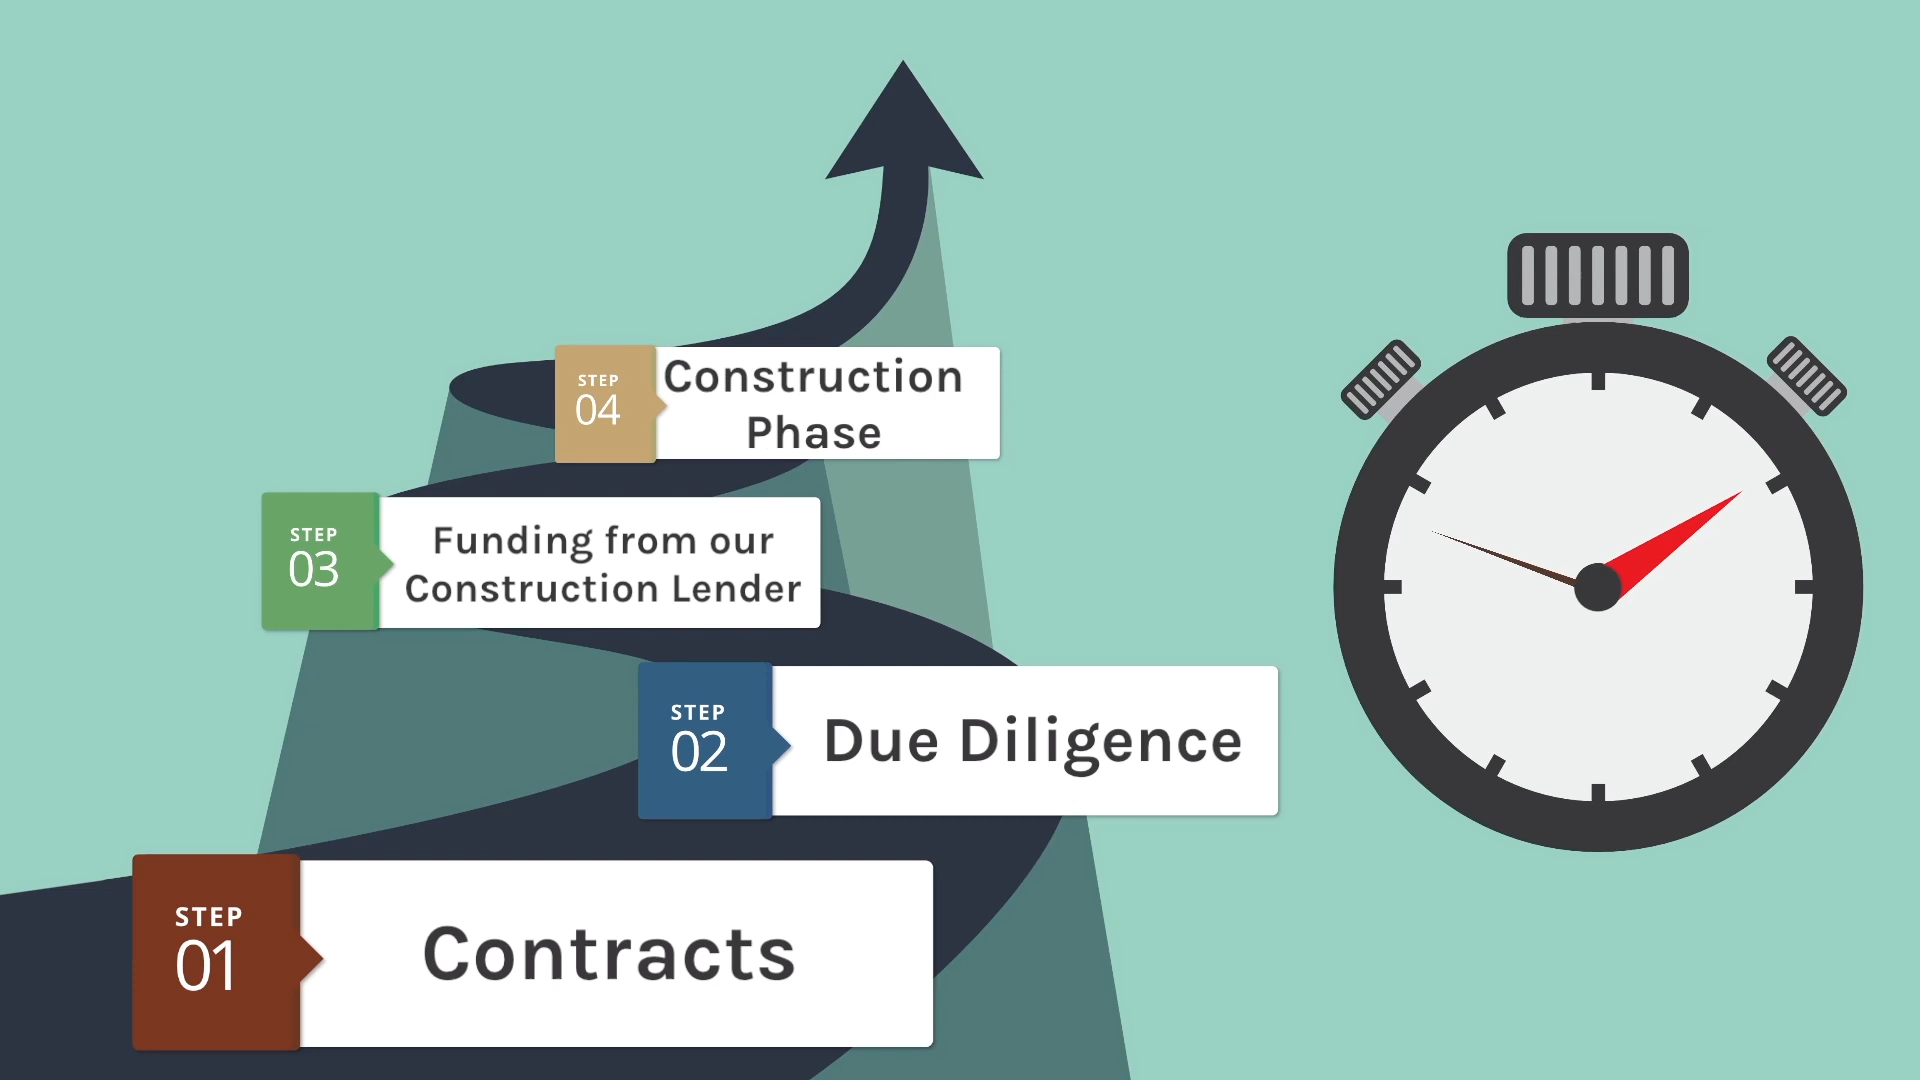 STEP
04
Construction
Phase
STEP
03
Funding from our
Construction Lender
STEP
02
Due Diligence
STEP
01
Contracts